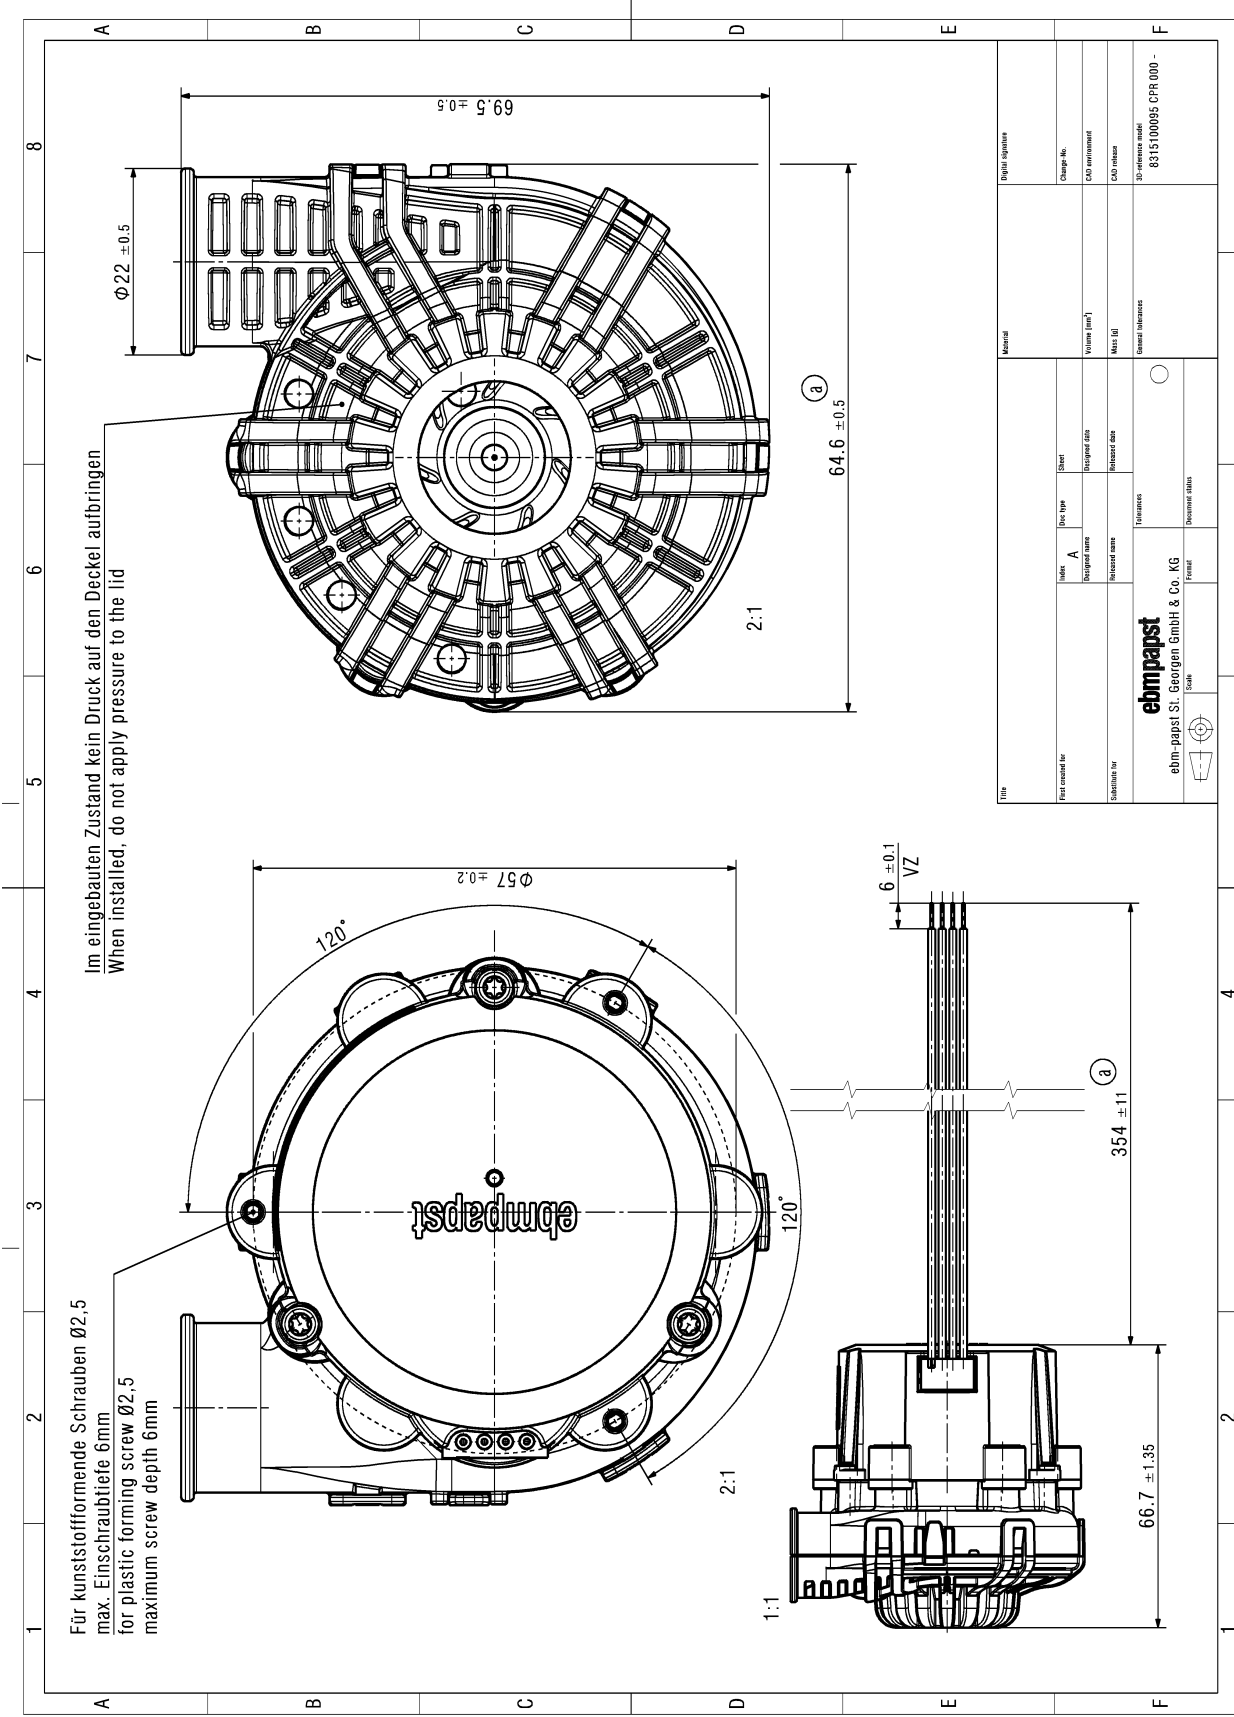 1
2
3
4
5
6
7
8
A
B
C
D
E
F
A
B
C
D
E
F
1
2
4
Für kunststoffformende Schrauben Ø2,5
max. Einschraubtiefe 6mm
for plastic forming screw Ø2,5
maximum screw depth 6mm
Im eingebauten Zustand kein Druck auf den Deckel aufbringen
When installed, do not apply pressure to the lid
Φ57 ±0.2
120°
120°
ebmpapst
2:1
Φ22 ±0.5
69.5 ±0.5
64.6 ±0.5
a
2:1
1:1
6 ±0.1
VZ
354 ±11
a
66.7 ±1.35
Title
Material
Digital signature
First created for
Index
A
Doc type
Sheet
Change-No.
Designed name
Designed date
Volume [mm³]
CAD environment
Substitute for
Released name
Released date
Mass [g]
CAD release
ebmpapst
ebm-papst St. Georgen GmbH & Co. KG
Tolerances
General tolerances
3D-reference model
8315100095 CPR 000 -
Scale
Format
Document status